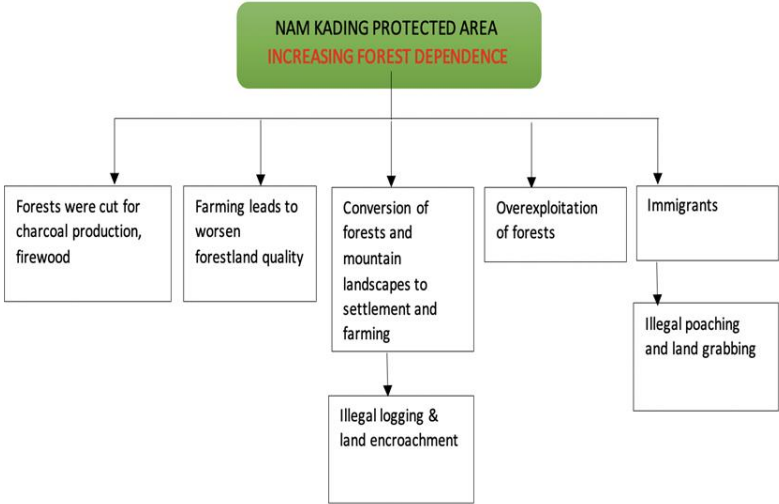 NAM KADING PROTECTED AREA
INCREASING FOREST DEPENDENCE
Forests were cut for
charcoal production,
firewood
Farming leads to
worsen
forestland quality
Conversion of
forests and
mountain
landscapes to
settlement and
farming
Overexploitation
of forests
Immigrants
Illegal poaching
and land grabbing
Illegal logging &
land encroachment